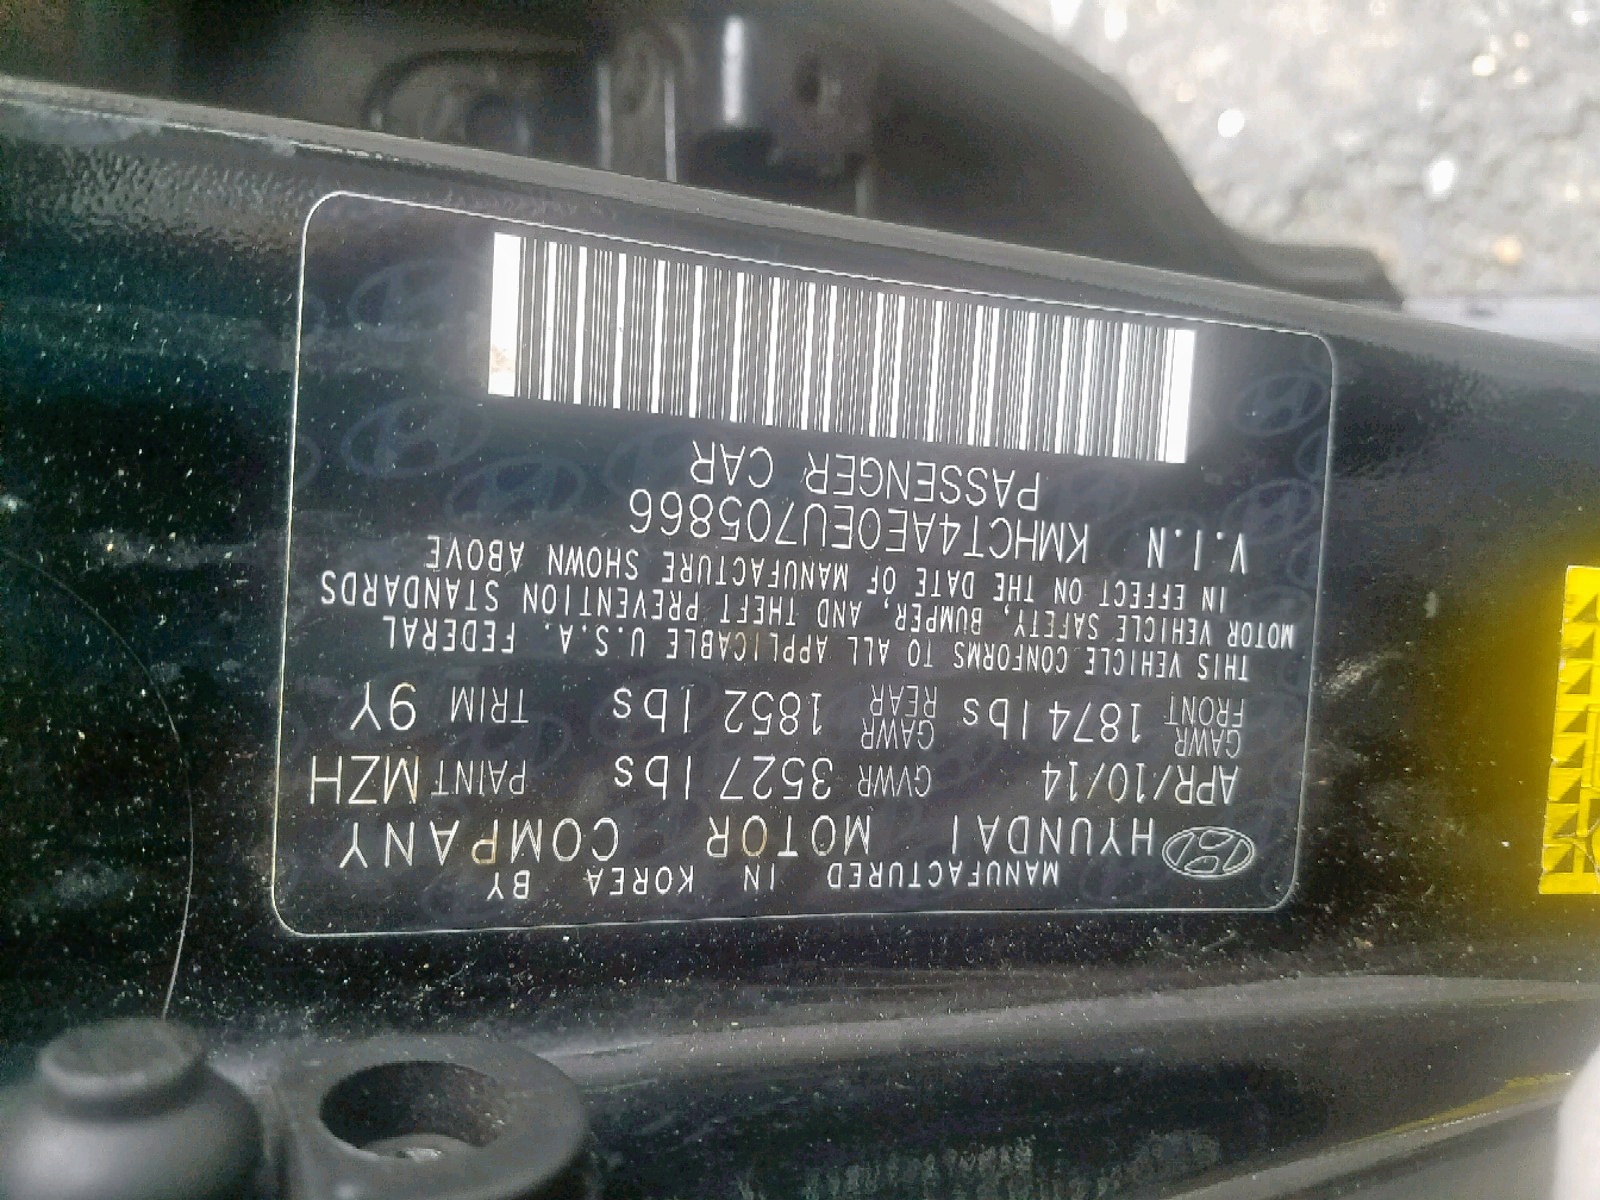 MANUFACTURED IN KOREA BY
HYUNDAI MOTOR COMPANY
APR/10/14 GVWR 3527 lbs PAINT MZH
GAWR FRONT 1874 lbs GAWR REAR 1852 lbs TRIM 9Y
THIS VEHICLE CONFORMS TO ALL APPLICABLE U.S.A. FEDERAL
MOTOR VEHICLE SAFETY, BUMPER, AND THEFT PREVENTION STANDARDS
IN EFFECT ON THE DATE OF MANUFACTURE SHOWN ABOVE
V.I.N KMHCT4AE0EU705866
PASSENGER CAR